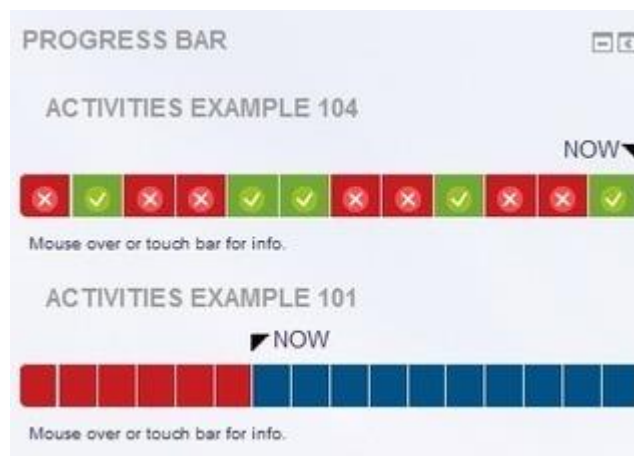 PROGRESS BAR
ACTIVITIES EXAMPLE 104
NOW
Mouse over or touch bar for info.
ACTIVITIES EXAMPLE 101
NOW
Mouse over or touch bar for info.